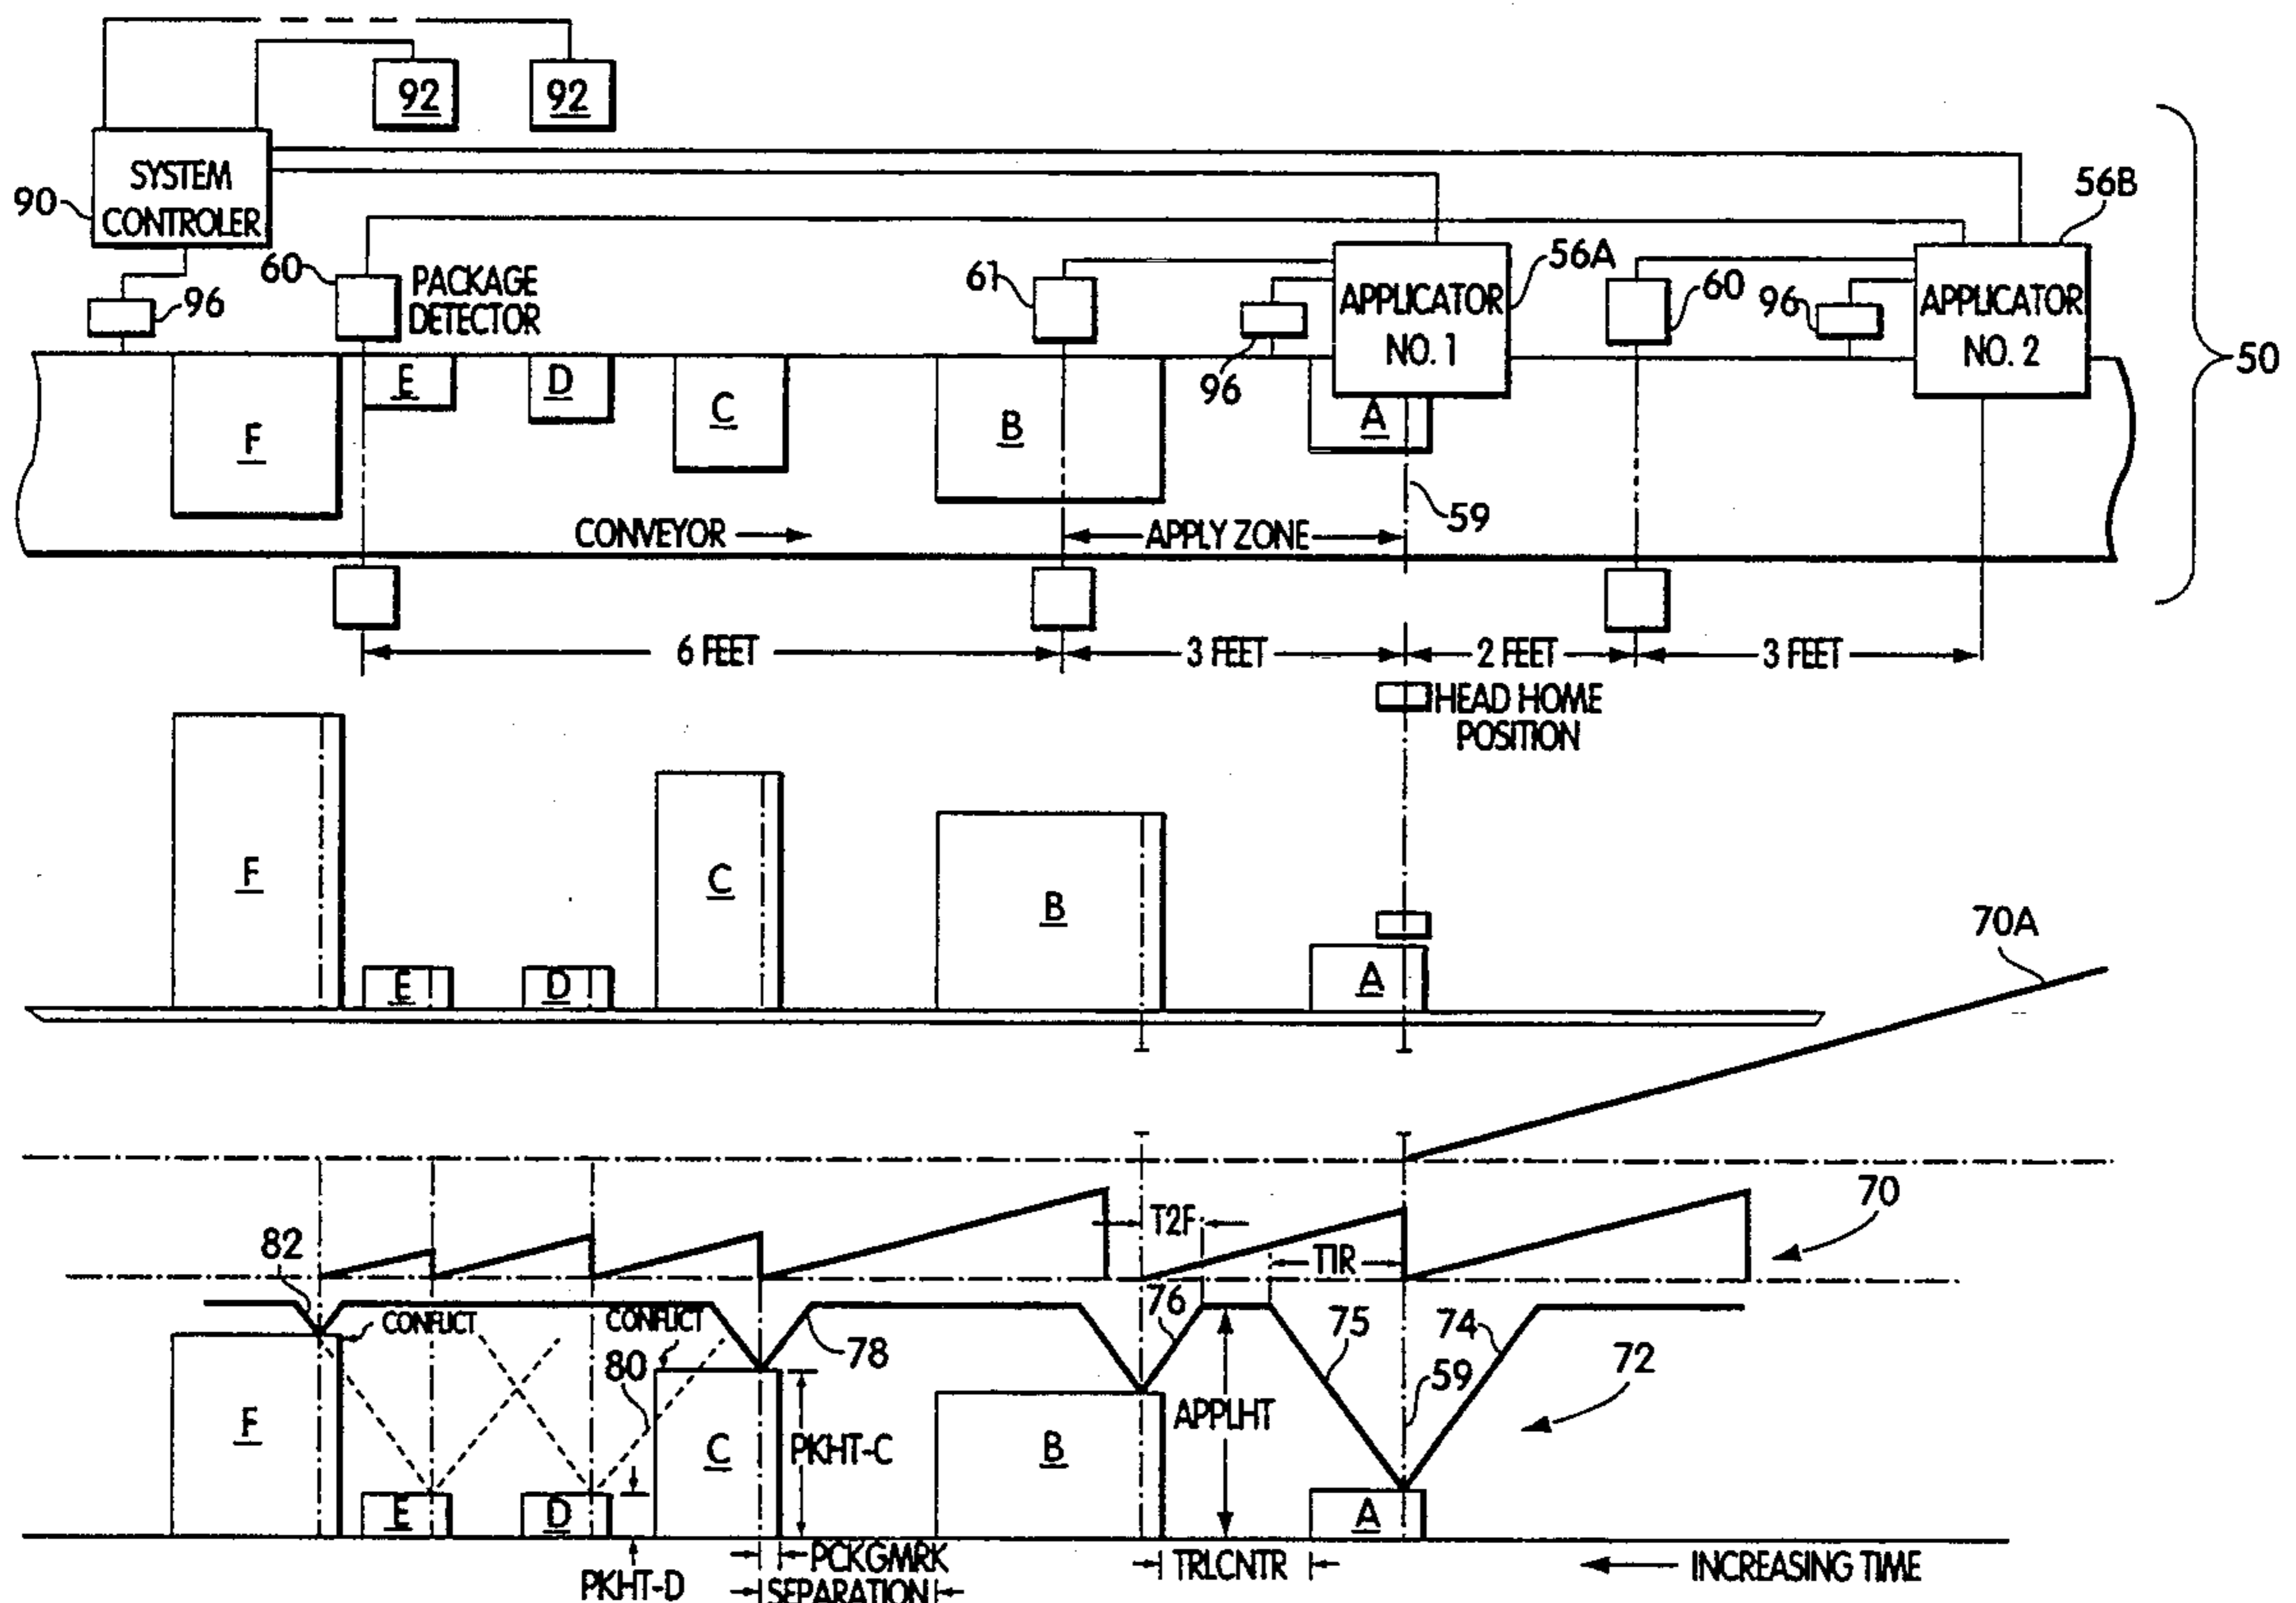 92
92
SYSTEM
CONTROLER
90
56B
60
PACKAGE
DETECTOR
61
56A
96
APPLICATOR
NO. 1
60
96
APPLICATOR
NO. 2
96
50
F
E
D
C
B
A
59
CONVEYOR
APPLY ZONE
6 FEET
3 FEET
2 FEET
3 FEET
HEAD HOME
POSITION
F
E
D
C
B
A
70A
70
T2F
T1R
82
CONFLICT
CONFLICT
80
78
76
75
74
59
72
APPLHT
PKHT-C
F
E
D
C
B
A
PKHT-D
PCKGMRK
SEPARATION
TRLCNTR
INCREASING TIME